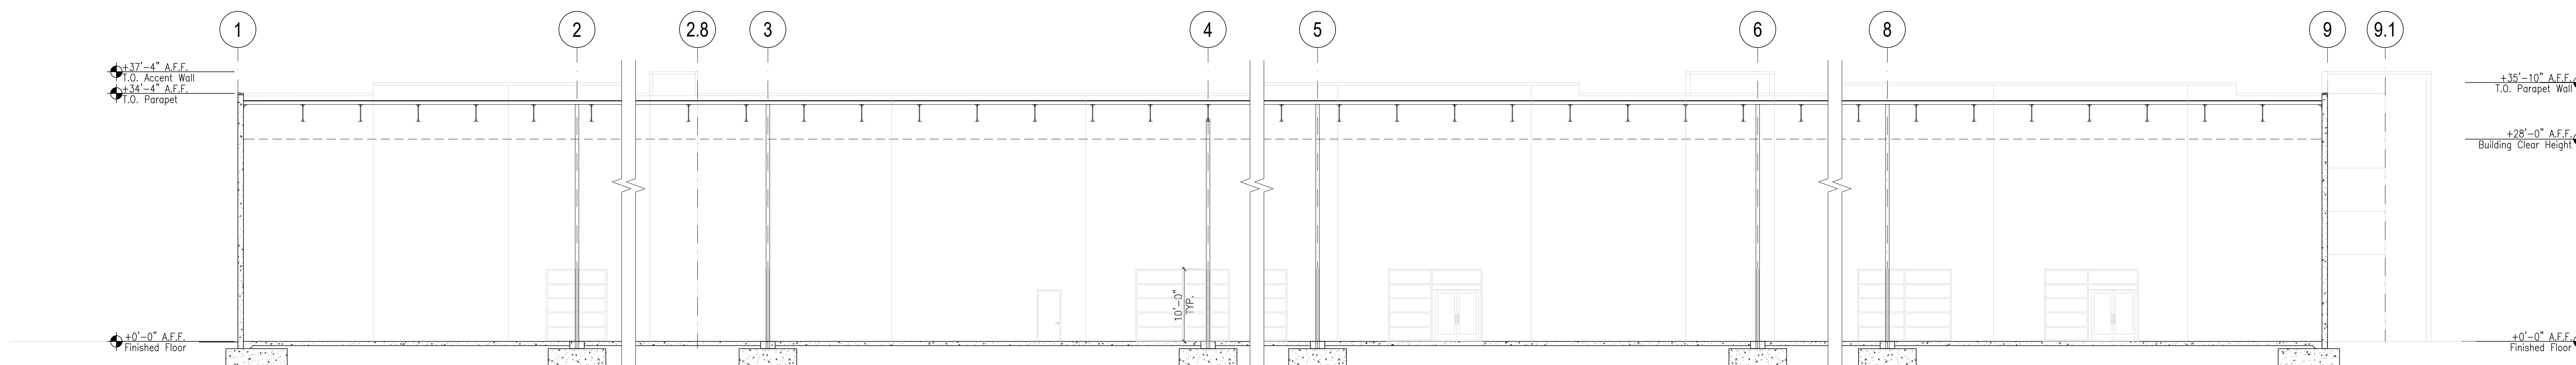 1 2 2.8 3 4 5 6 8 9 9.1
+37'-4" A.F.F.
T.O. Accent Wall
+34'-4" A.F.F.
T.O. Parapet
+35'-10" A.F.F.
T.O. Parapet Wall
+28'-0" A.F.F.
Building Clear Height
10'-0"
TYP.
+0'-0" A.F.F.
Finished Floor
+0'-0" A.F.F.
Finished Floor